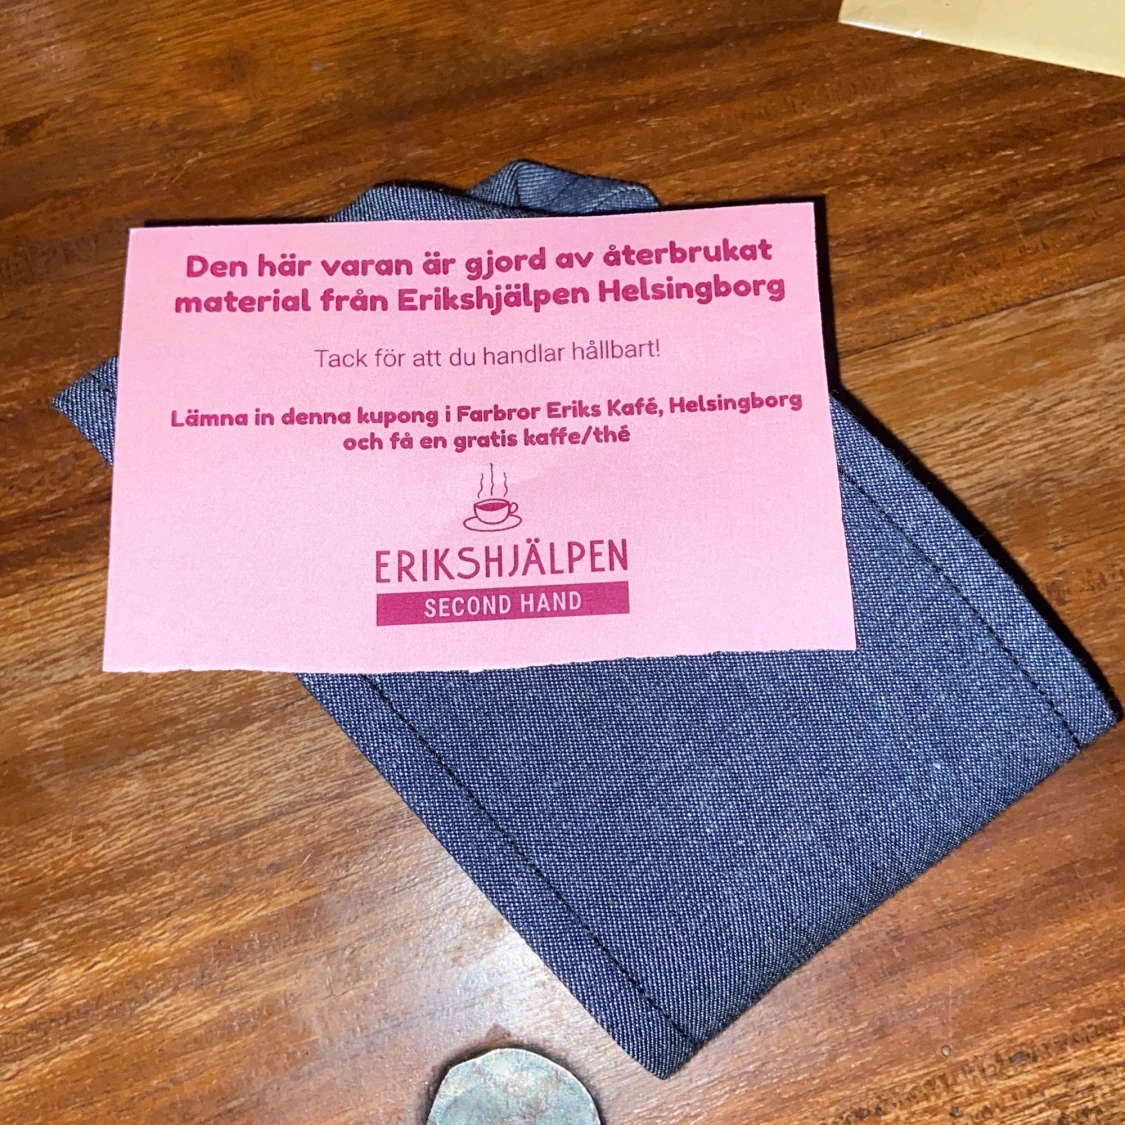 Den här varan är gjord av återbrukat
material från Erikshjälpen Helsingborg
Tack för att du handlar hållbart!
Lämna in denna kupong i Farbror Eriks Kafé, Helsingborg
och få en gratis kaffe/thé
ERIKSHJÄLPEN
SECOND HAND